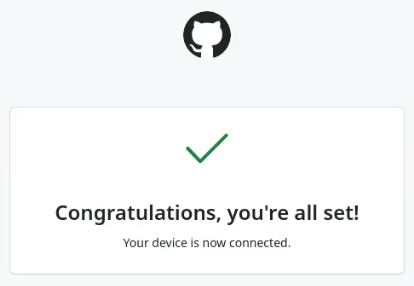 Congratulations, you're all set!
Your device is now connected.